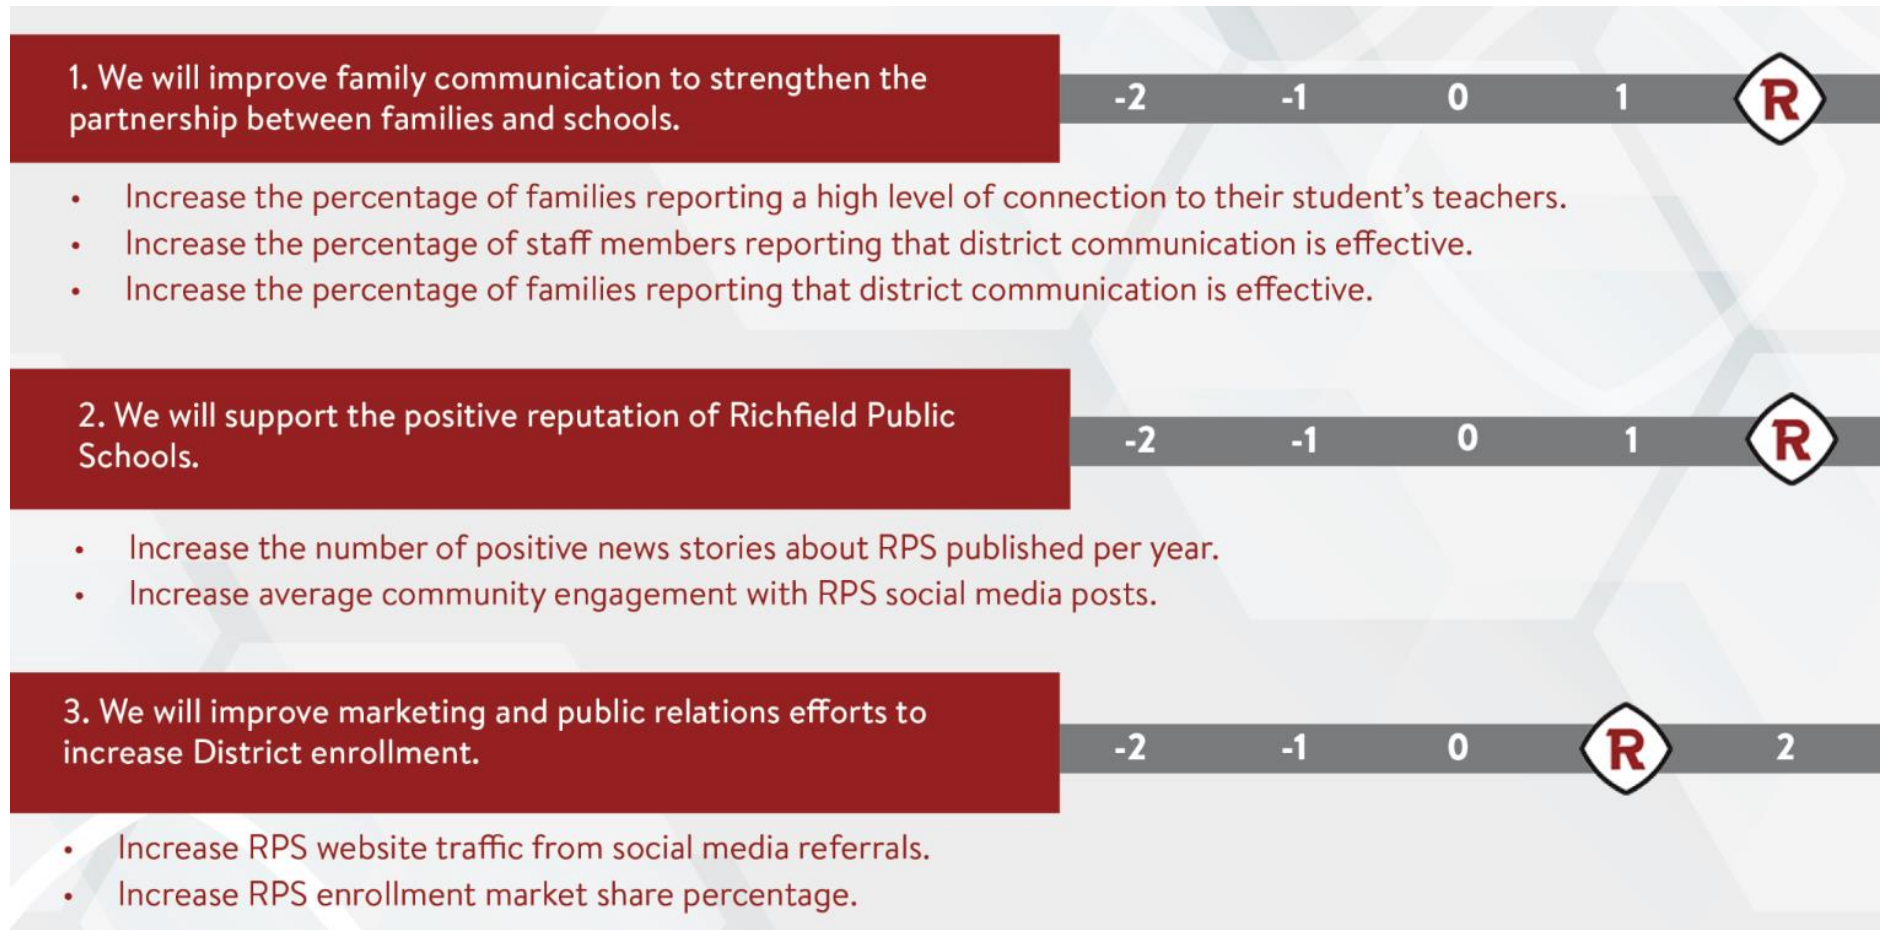 1. We will improve family communication to strengthen the
partnership between families and schools.
-2 -1 0 1 R
• Increase the percentage of families reporting a high level of connection to their student’s teachers.
• Increase the percentage of staff members reporting that district communication is effective.
• Increase the percentage of families reporting that district communication is effective.
2. We will support the positive reputation of Richfield Public
Schools.
-2 -1 0 1 R
• Increase the number of positive news stories about RPS published per year.
• Increase average community engagement with RPS social media posts.
3. We will improve marketing and public relations efforts to
increase District enrollment.
-2 -1 0 R 2
• Increase RPS website traffic from social media referrals.
• Increase RPS enrollment market share percentage.